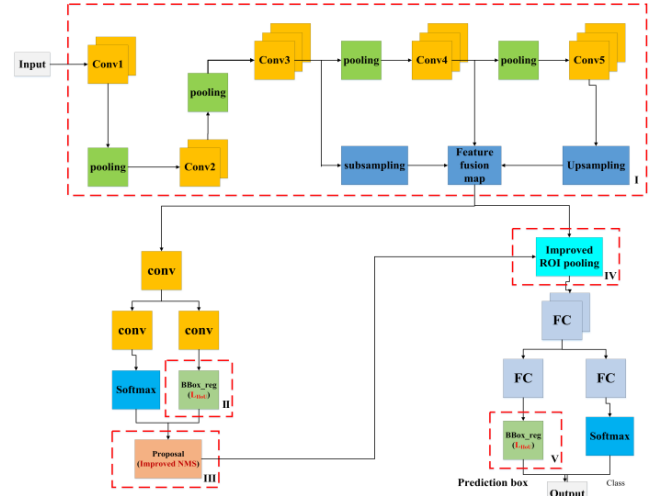 Input
Conv1
pooling
Conv2
pooling
Conv3
pooling
Conv4
pooling
Conv5
subsampling
Feature
fusion
map
Upsampling
I
conv
conv
conv
Softmax
BBox_reg
II
Proposal
(Improved NMS)
III
Improved
ROI pooling
IV
FC
FC
FC
BBox_reg
V
Softmax
Prediction box
Class
Output